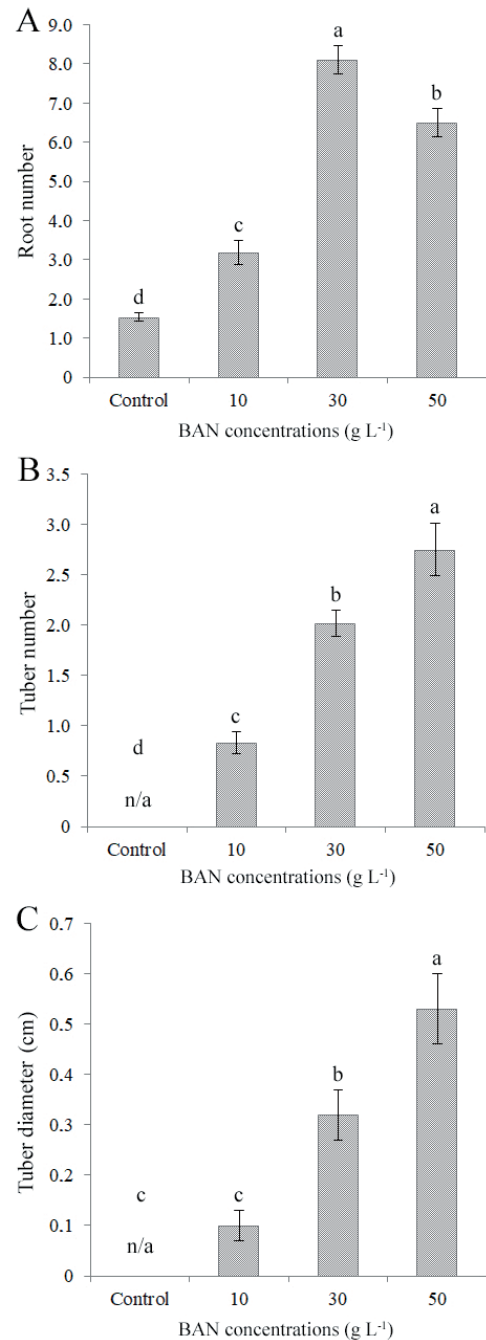 A
9.0
8.0
7.0
6.0
5.0
4.0
3.0
2.0
1.0
0
Root number
d
c
a
b
Control 10 30 50
BAN concentrations (g L⁻¹)
B
3.5
3.0
2.5
2.0
1.5
1.0
0.5
0
Tuber number
d
n/a
c
b
a
Control 10 30 50
BAN concentrations (g L⁻¹)
C
0.7
0.6
0.5
0.4
0.3
0.2
0.1
0
Tuber diameter (cm)
c
n/a
c
b
a
Control 10 30 50
BAN concentrations (g L⁻¹)